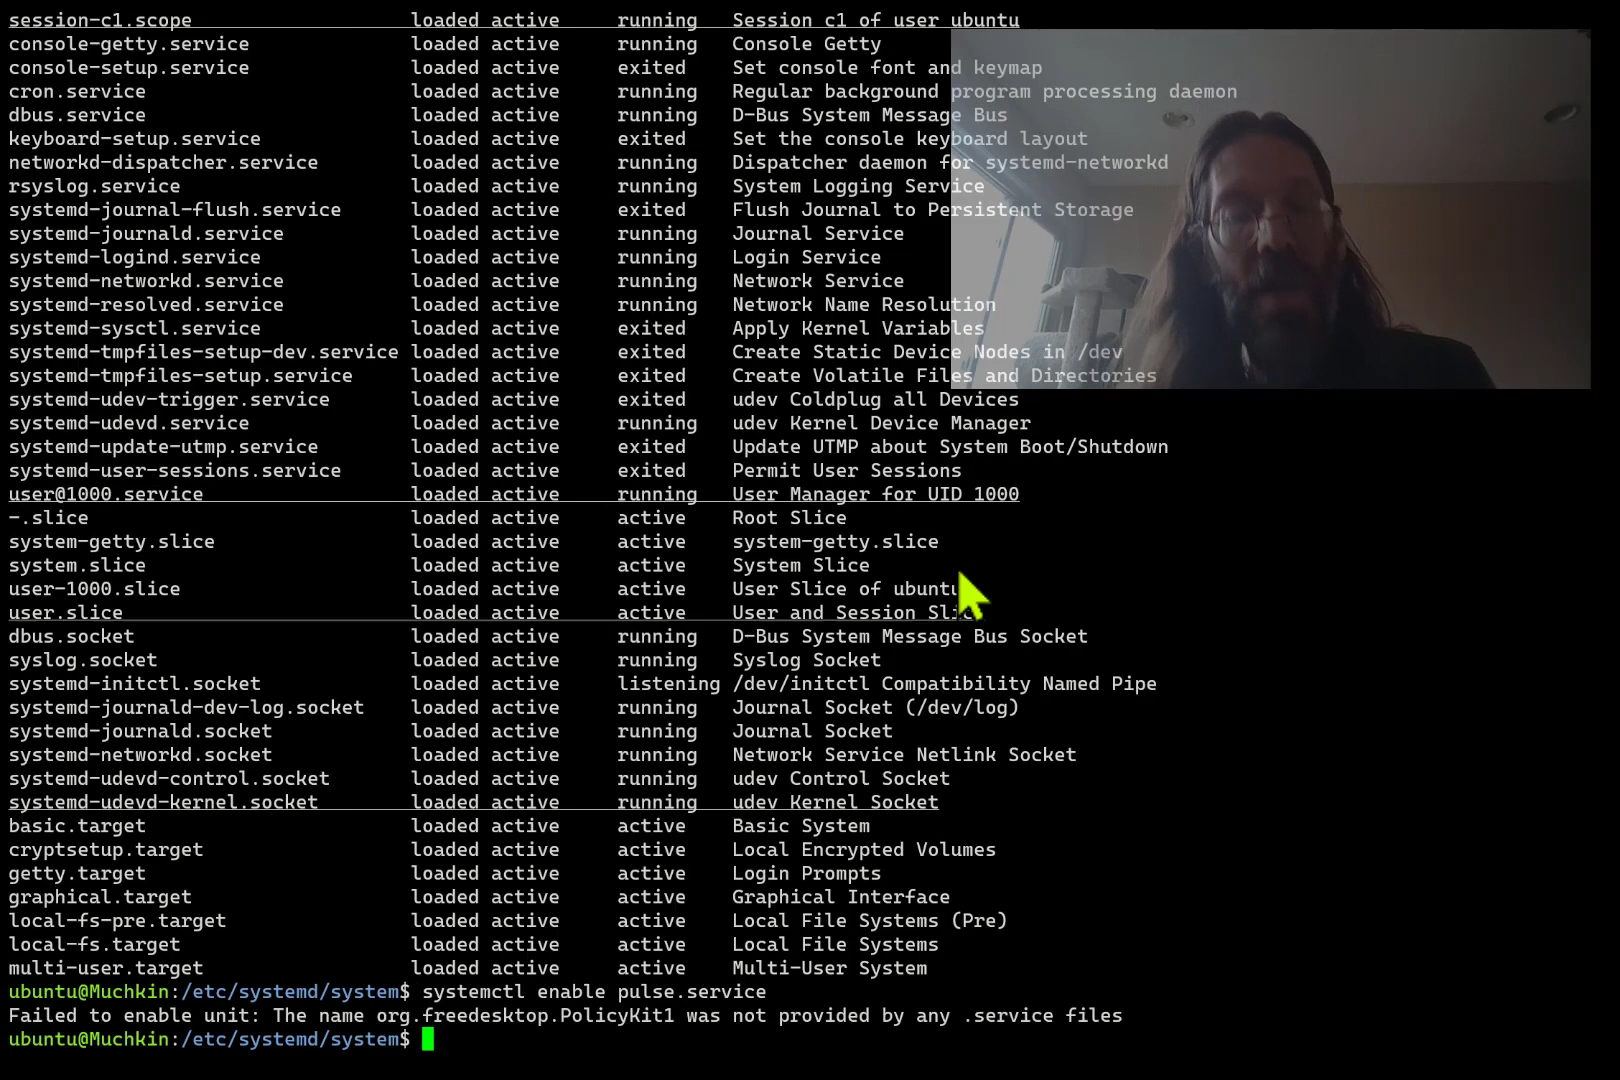 session-c1.scope loaded active running Session c1 of user ubuntu
console-getty.service loaded active running Console Getty
console-setup.service loaded active exited Set console font and keymap
cron.service loaded active running Regular background program processing daemon
dbus.service loaded active running D-Bus System Message Bus
keyboard-setup.service loaded active exited Set the console keyboard layout
networkd-dispatcher.service loaded active running Dispatcher daemon for systemd-networkd
rsyslog.service loaded active running System Logging Service
systemd-journal-flush.service loaded active exited Flush Journal to Persistent Storage
systemd-journald.service loaded active running Journal Service
systemd-logind.service loaded active running Login Service
systemd-networkd.service loaded active running Network Service
systemd-resolved.service loaded active running Network Name Resolution
systemd-sysctl.service loaded active exited Apply Kernel Variables
systemd-tmpfiles-setup-dev.service loaded active exited Create Static Device Nodes in /dev
systemd-tmpfiles-setup.service loaded active exited Create Volatile Files and Directories
systemd-udev-trigger.service loaded active exited udev Coldplug all Devices
systemd-udevd.service loaded active running udev Kernel Device Manager
systemd-update-utmp.service loaded active exited Update UTMP about System Boot/Shutdown
systemd-user-sessions.service loaded active exited Permit User Sessions
user@1000.service loaded active running User Manager for UID 1000
-.slice loaded active active Root Slice
system-getty.slice loaded active active system-getty.slice
system.slice loaded active active System Slice
user-1000.slice loaded active active User Slice of ubuntu
user.slice loaded active active User and Session Slice
dbus.socket loaded active running D-Bus System Message Bus Socket
syslog.socket loaded active running Syslog Socket
systemd-initctl.socket loaded active listening /dev/initctl Compatibility Named Pipe
systemd-journald-dev-log.socket loaded active running Journal Socket (/dev/log)
systemd-journald.socket loaded active running Journal Socket
systemd-networkd.socket loaded active running Network Service Netlink Socket
systemd-udevd-control.socket loaded active running udev Control Socket
systemd-udevd-kernel.socket loaded active running udev Kernel Socket
basic.target loaded active active Basic System
cryptsetup.target loaded active active Local Encrypted Volumes
getty.target loaded active active Login Prompts
graphical.target loaded active active Graphical Interface
local-fs-pre.target loaded active active Local File Systems (Pre)
local-fs.target loaded active active Local File Systems
multi-user.target loaded active active Multi-User System
ubuntu@Muchkin:/etc/systemd/system$ systemctl enable pulse.service
Failed to enable unit: The name org.freedesktop.PolicyKit1 was not provided by any .service files
ubuntu@Muchkin:/etc/systemd/system$